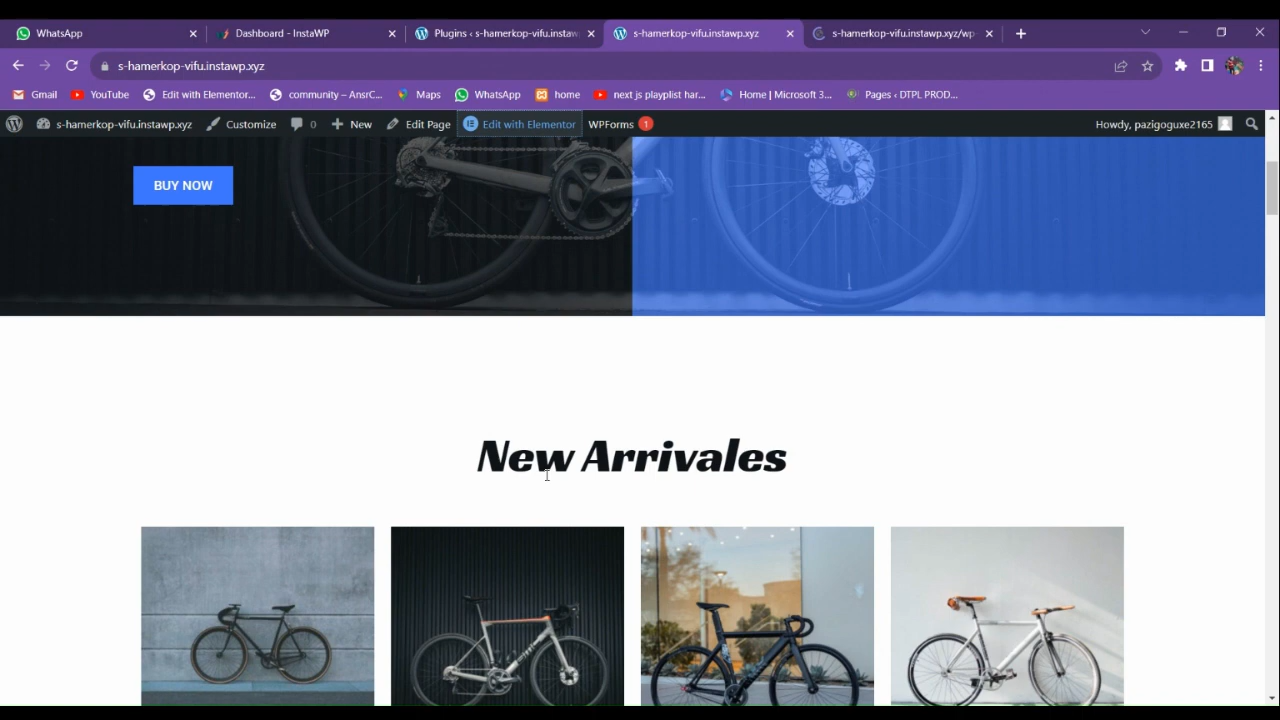 WhatsApp
Dashboard - InstaWP
Plugins ‹ s-hamerkop-vifu.instaw
s-hamerkop-vifu.instawp.xyz
s-hamerkop-vifu.instawp.xyz/wp-
s-hamerkop-vifu.instawp.xyz
Gmail
YouTube
Edit with Elementor...
community – AnsrC...
Maps
WhatsApp
home
next js playplist har...
Home | Microsoft 3...
Pages ‹ DTPL PROD...
s-hamerkop-vifu.instawp.xyz
Customize
0
New
Edit Page
Edit with Elementor
WPForms 1
Howdy, pazigoguxe2165
BUY NOW
New Arrivales